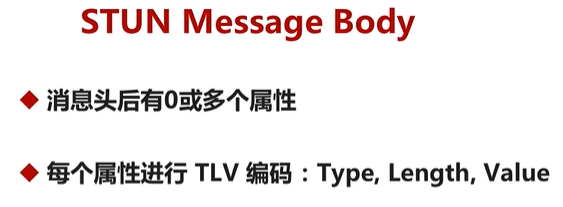 STUN Message Body
消息头后有0或多个属性
每个属性进行 TLV 编码：Type, Length, Value